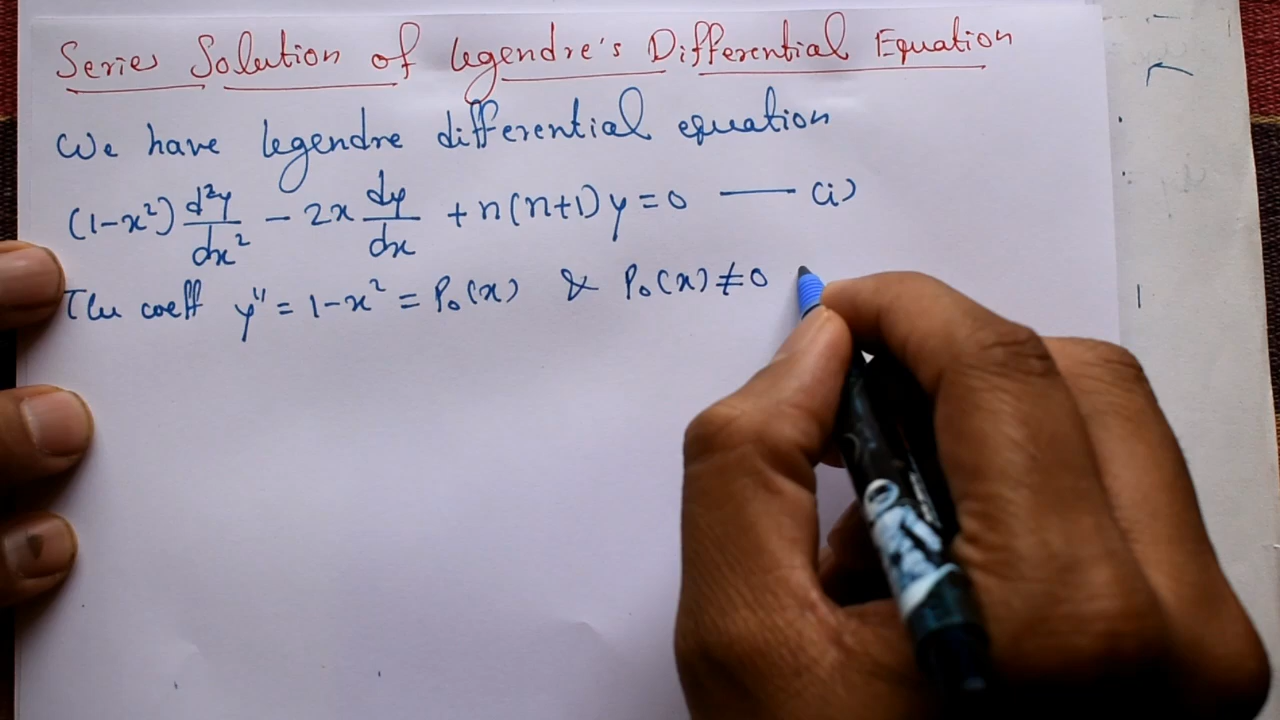 Series Solution of Legendre's Differential Equation
We have legendre differential equation
(1-x²) d²y/dx² - 2x dy/dx + n(n+1)y = 0 —— (i)
The coeff y'' = 1-x² = P₀(x) & P₀(x) ≠ 0